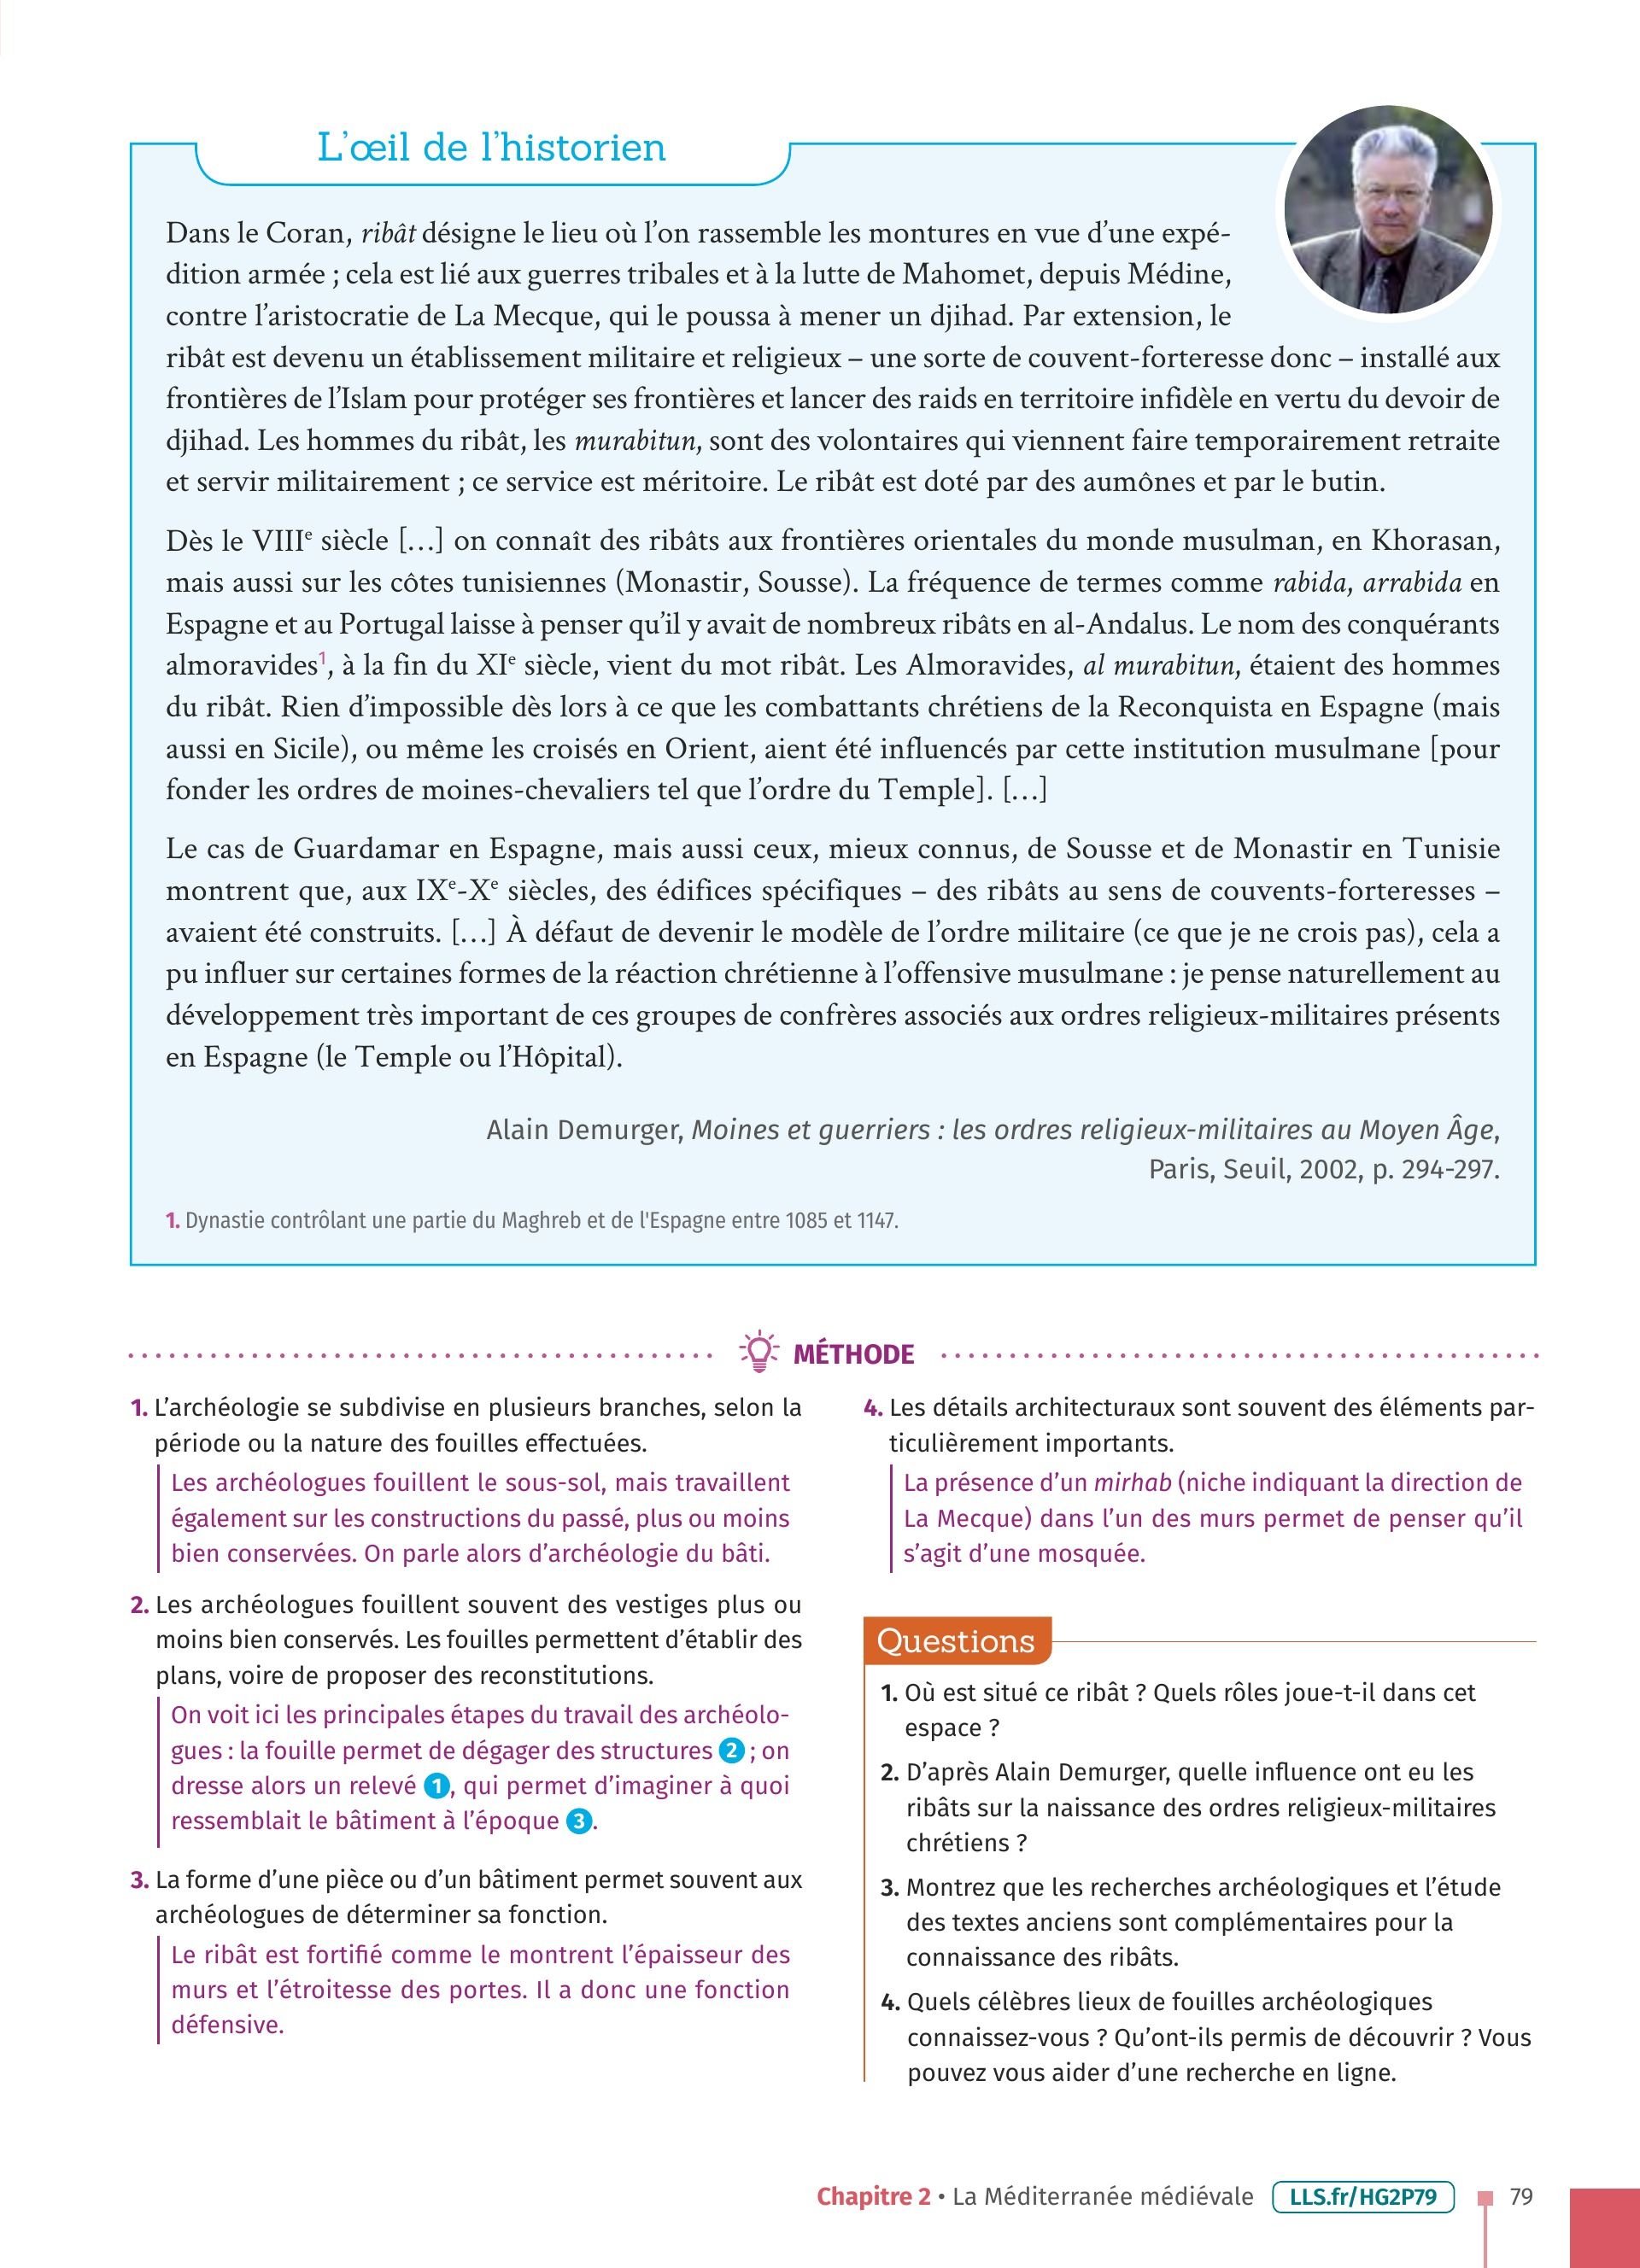 L'œil de l'historien
Dans le Coran, ribât désigne le lieu où l'on rassemble les montures en vue d'une expé-
dition armée ; cela est lié aux guerres tribales et à la lutte de Mahomet, depuis Médine,
contre l'aristocratie de La Mecque, qui le poussa à mener un djihad. Par extension, le
ribât est devenu un établissement militaire et religieux – une sorte de couvent-forteresse donc – installé aux
frontières de l'Islam pour protéger ses frontières et lancer des raids en territoire infidèle en vertu du devoir de
djihad. Les hommes du ribât, les murabitun, sont des volontaires qui viennent faire temporairement retraite
et servir militairement ; ce service est méritoire. Le ribât est doté par des aumônes et par le butin.
Dès le VIIIe siècle […] on connaît des ribâts aux frontières orientales du monde musulman, en Khorasan,
mais aussi sur les côtes tunisiennes (Monastir, Sousse). La fréquence de termes comme rabida, arrabida en
Espagne et au Portugal laisse à penser qu'il y avait de nombreux ribâts en al-Andalus. Le nom des conquérants
almoravides1, à la fin du XIe siècle, vient du mot ribât. Les Almoravides, al murabitun, étaient des hommes
du ribât. Rien d'impossible dès lors à ce que les combattants chrétiens de la Reconquista en Espagne (mais
aussi en Sicile), ou même les croisés en Orient, aient été influencés par cette institution musulmane [pour
fonder les ordres de moines-chevaliers tel que l'ordre du Temple]. […]
Le cas de Guardamar en Espagne, mais aussi ceux, mieux connus, de Sousse et de Monastir en Tunisie
montrent que, aux IXe-Xe siècles, des édifices spécifiques – des ribâts au sens de couvents-forteresses –
avaient été construits. […] À défaut de devenir le modèle de l'ordre militaire (ce que je ne crois pas), cela a
pu influer sur certaines formes de la réaction chrétienne à l'offensive musulmane : je pense naturellement au
développement très important de ces groupes de confrères associés aux ordres religieux-militaires présents
en Espagne (le Temple ou l'Hôpital).
Alain Demurger, Moines et guerriers : les ordres religieux-militaires au Moyen Âge,
Paris, Seuil, 2002, p. 294-297.
1. Dynastie contrôlant une partie du Maghreb et de l'Espagne entre 1085 et 1147.
MÉTHODE
1. L'archéologie se subdivise en plusieurs branches, selon la
période ou la nature des fouilles effectuées.
Les archéologues fouillent le sous-sol, mais travaillent
également sur les constructions du passé, plus ou moins
bien conservées. On parle alors d'archéologie du bâti.
2. Les archéologues fouillent souvent des vestiges plus ou
moins bien conservés. Les fouilles permettent d'établir des
plans, voire de proposer des reconstitutions.
On voit ici les principales étapes du travail des archéolo-
gues : la fouille permet de dégager des structures 2 ; on
dresse alors un relevé 1, qui permet d'imaginer à quoi
ressemblait le bâtiment à l'époque 3.
3. La forme d'une pièce ou d'un bâtiment permet souvent aux
archéologues de déterminer sa fonction.
Le ribât est fortifié comme le montrent l'épaisseur des
murs et l'étroitesse des portes. Il a donc une fonction
défensive.
4. Les détails architecturaux sont souvent des éléments par-
ticulièrement importants.
La présence d'un mirhab (niche indiquant la direction de
La Mecque) dans l'un des murs permet de penser qu'il
s'agit d'une mosquée.
Questions
1. Où est situé ce ribât ? Quels rôles joue-t-il dans cet
espace ?
2. D'après Alain Demurger, quelle influence ont eu les
ribâts sur la naissance des ordres religieux-militaires
chrétiens ?
3. Montrez que les recherches archéologiques et l'étude
des textes anciens sont complémentaires pour la
connaissance des ribâts.
4. Quels célèbres lieux de fouilles archéologiques
connaissez-vous ? Qu'ont-ils permis de découvrir ? Vous
pouvez vous aider d'une recherche en ligne.
Chapitre 2 • La Méditerranée médiévale LLS.fr/HG2P79 79